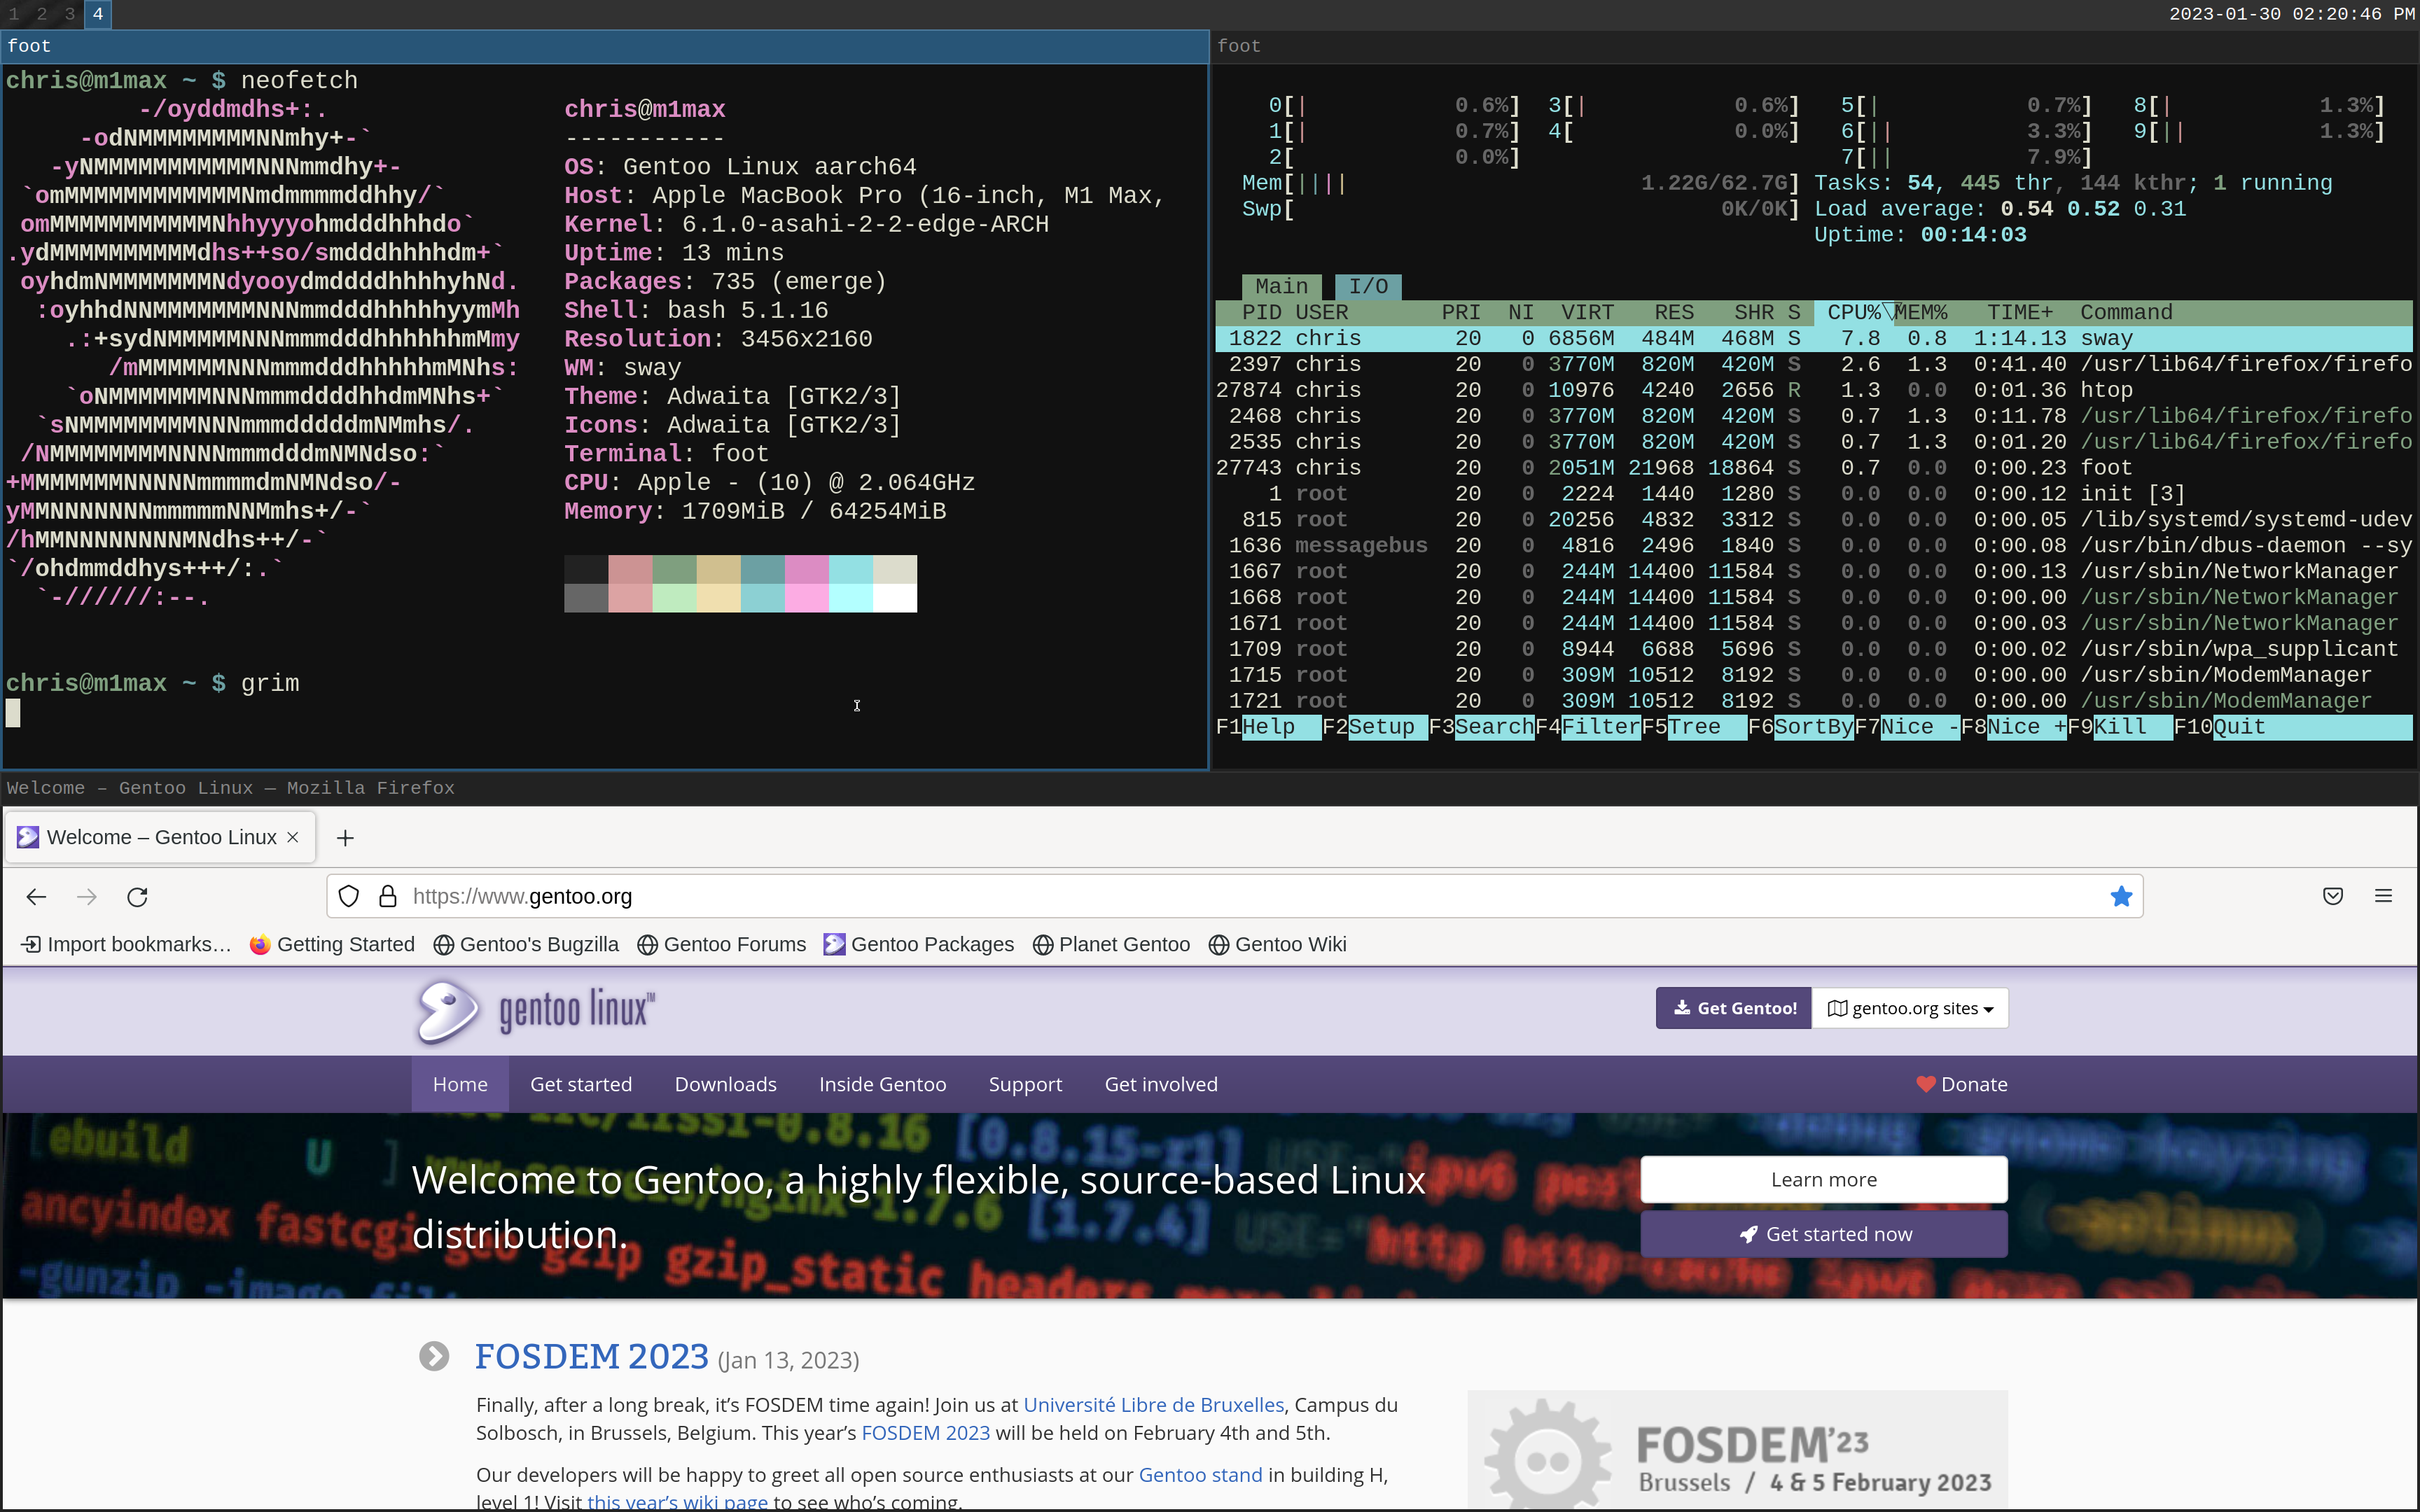 1 2 3 4
2023-01-30 02:20:46 PM
foot
chris@m1max ~ $ neofetch
-/oyddmdhs+:.
-odNMMMMMMMMNNmhy+-`
-yNMMMMMMMMMMMNNNmmdhy+-
`omMMMMMMMMMMMMNmdmmmmddhhy/`
omMMMMMMMMMMMNhhyyyohmdddhhhdo`
.ydMMMMMMMMMMdhs++so/smdddhhhhdm+`
oyhdmNMMMMMMMNdyooydmddddhhhhyhNd.
:oyhhdNNMMMMMMMNNNmmdddhhhhhyymMh
.:+sydNMMMMMNNNmmmdddhhhhhhmMmy
/mMMMMMMNNNmmmdddhhhhhmMNhs:
`oNMMMMMMMNNNmmmddddhhdmMNhs+`
`sNMMMMMMMMNNNmmmdddddmNMmhs/.
/NMMMMMMMMNNNNmmmdddmNMNdso:`
+MMMMMMMNNNNNmmmmdmNMNdso/-
yMMNNNNNNNmmmmmNNMmhs+/-`
/hMMNNNNNNNNMNdhs++/-`
`/ohdmmddhys+++/:.`
`-//////:--.
chris@m1max
-----------
OS: Gentoo Linux aarch64
Host: Apple MacBook Pro (16-inch, M1 Max,
Kernel: 6.1.0-asahi-2-2-edge-ARCH
Uptime: 13 mins
Packages: 735 (emerge)
Shell: bash 5.1.16
Resolution: 3456x2160
WM: sway
Theme: Adwaita [GTK2/3]
Icons: Adwaita [GTK2/3]
Terminal: foot
CPU: Apple - (10) @ 2.064GHz
Memory: 1709MiB / 64254MiB
chris@m1max ~ $ grim
foot
0[| 0.6%] 3[| 0.6%] 5[| 0.7%] 8[| 1.3%]
1[| 0.7%] 4[ 0.0%] 6[|| 3.3%] 9[|| 1.3%]
2[ 0.0%] 7[|| 7.9%]
Mem[|||| 1.22G/62.7G] Tasks: 54, 445 thr, 144 kthr; 1 running
Swp[ 0K/0K] Load average: 0.54 0.52 0.31
Uptime: 00:14:03
Main I/O
PID USER PRI NI VIRT RES SHR S CPU%▽MEM% TIME+ Command
1822 chris 20 0 6856M 484M 468M S 7.8 0.8 1:14.13 sway
2397 chris 20 0 3770M 820M 420M S 2.6 1.3 0:41.40 /usr/lib64/firefox/firefo
27874 chris 20 0 10976 4240 2656 R 1.3 0.0 0:01.36 htop
2468 chris 20 0 3770M 820M 420M S 0.7 1.3 0:11.78 /usr/lib64/firefox/firefo
2535 chris 20 0 3770M 820M 420M S 0.7 1.3 0:01.20 /usr/lib64/firefox/firefo
27743 chris 20 0 2051M 21968 18864 S 0.7 0.0 0:00.23 foot
1 root 20 0 2224 1440 1280 S 0.0 0.0 0:00.12 init [3]
815 root 20 0 20256 4832 3312 S 0.0 0.0 0:00.05 /lib/systemd/systemd-udev
1636 messagebus 20 0 4816 2496 1840 S 0.0 0.0 0:00.08 /usr/bin/dbus-daemon --sy
1667 root 20 0 244M 14400 11584 S 0.0 0.0 0:00.13 /usr/sbin/NetworkManager
1668 root 20 0 244M 14400 11584 S 0.0 0.0 0:00.00 /usr/sbin/NetworkManager
1671 root 20 0 244M 14400 11584 S 0.0 0.0 0:00.03 /usr/sbin/NetworkManager
1709 root 20 0 8944 6688 5696 S 0.0 0.0 0:00.02 /usr/sbin/wpa_supplicant
1715 root 20 0 309M 10512 8192 S 0.0 0.0 0:00.00 /usr/sbin/ModemManager
1721 root 20 0 309M 10512 8192 S 0.0 0.0 0:00.00 /usr/sbin/ModemManager
F1Help F2Setup F3SearchF4FilterF5Tree F6SortByF7Nice -F8Nice +F9Kill F10Quit
Welcome – Gentoo Linux — Mozilla Firefox
Welcome – Gentoo Linux
https://www.gentoo.org
Import bookmarks… Getting Started Gentoo's Bugzilla Gentoo Forums Gentoo Packages Planet Gentoo Gentoo Wiki
gentoo linux™
Get Gentoo! gentoo.org sites
Home Get started Downloads Inside Gentoo Support Get involved Donate
[ebuild U ] [0.8.15-r1]
Welcome to Gentoo, a highly flexible, source-based Linux
distribution.
Learn more
Get started now
ancyindex fastcgi [1.7.4] USE="
gzip gzip_static headers
-gunzip -image
FOSDEM 2023 (Jan 13, 2023)
Finally, after a long break, it’s FOSDEM time again! Join us at Université Libre de Bruxelles, Campus du
Solbosch, in Brussels, Belgium. This year’s FOSDEM 2023 will be held on February 4th and 5th.
Our developers will be happy to greet all open source enthusiasts at our Gentoo stand in building H,
level 1! Visit this year’s wiki page to see who’s coming.
FOSDEM’23
Brussels / 4 & 5 February 2023